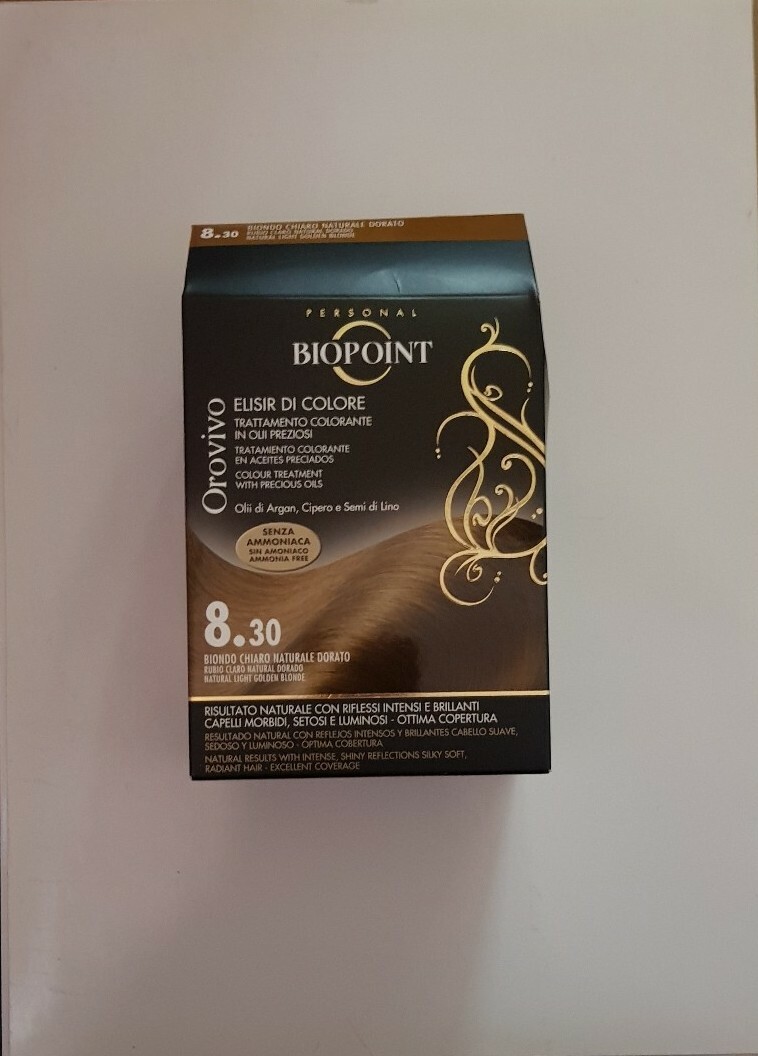 8.30
BIONDO CHIARO NATURALE DORATO
RUBIO CLARO NATURAL DORADO
NATURAL LIGHT GOLDEN BLONDE
PERSONAL
BIOPOINT
Orovivo
ELISIR DI COLORE
TRATTAMENTO COLORANTE
IN OLII PREZIOSI
TRATAMIENTO COLORANTE
EN ACEITES PRECIADOS
COLOUR TREATMENT
WITH PRECIOUS OILS
Olii di Argan, Cipero e Semi di Lino
SENZA
AMMONIACA
SIN AMONIACO
AMMONIA FREE
8.30
BIONDO CHIARO NATURALE DORATO
RUBIO CLARO NATURAL DORADO
NATURAL LIGHT GOLDEN BLONDE
RISULTATO NATURALE CON RIFLESSI INTENSI E BRILLANTI
CAPELLI MORBIDI, SETOSI E LUMINOSI - OTTIMA COPERTURA
RESULTADO NATURAL CON REFLEJOS INTENSOS Y BRILLANTES CABELLO SUAVE,
SEDOSO Y LUMINOSO - OPTIMA COBERTURA
NATURAL RESULTS WITH INTENSE, SHINY REFLECTIONS SILKY SOFT,
RADIANT HAIR - EXCELLENT COVERAGE